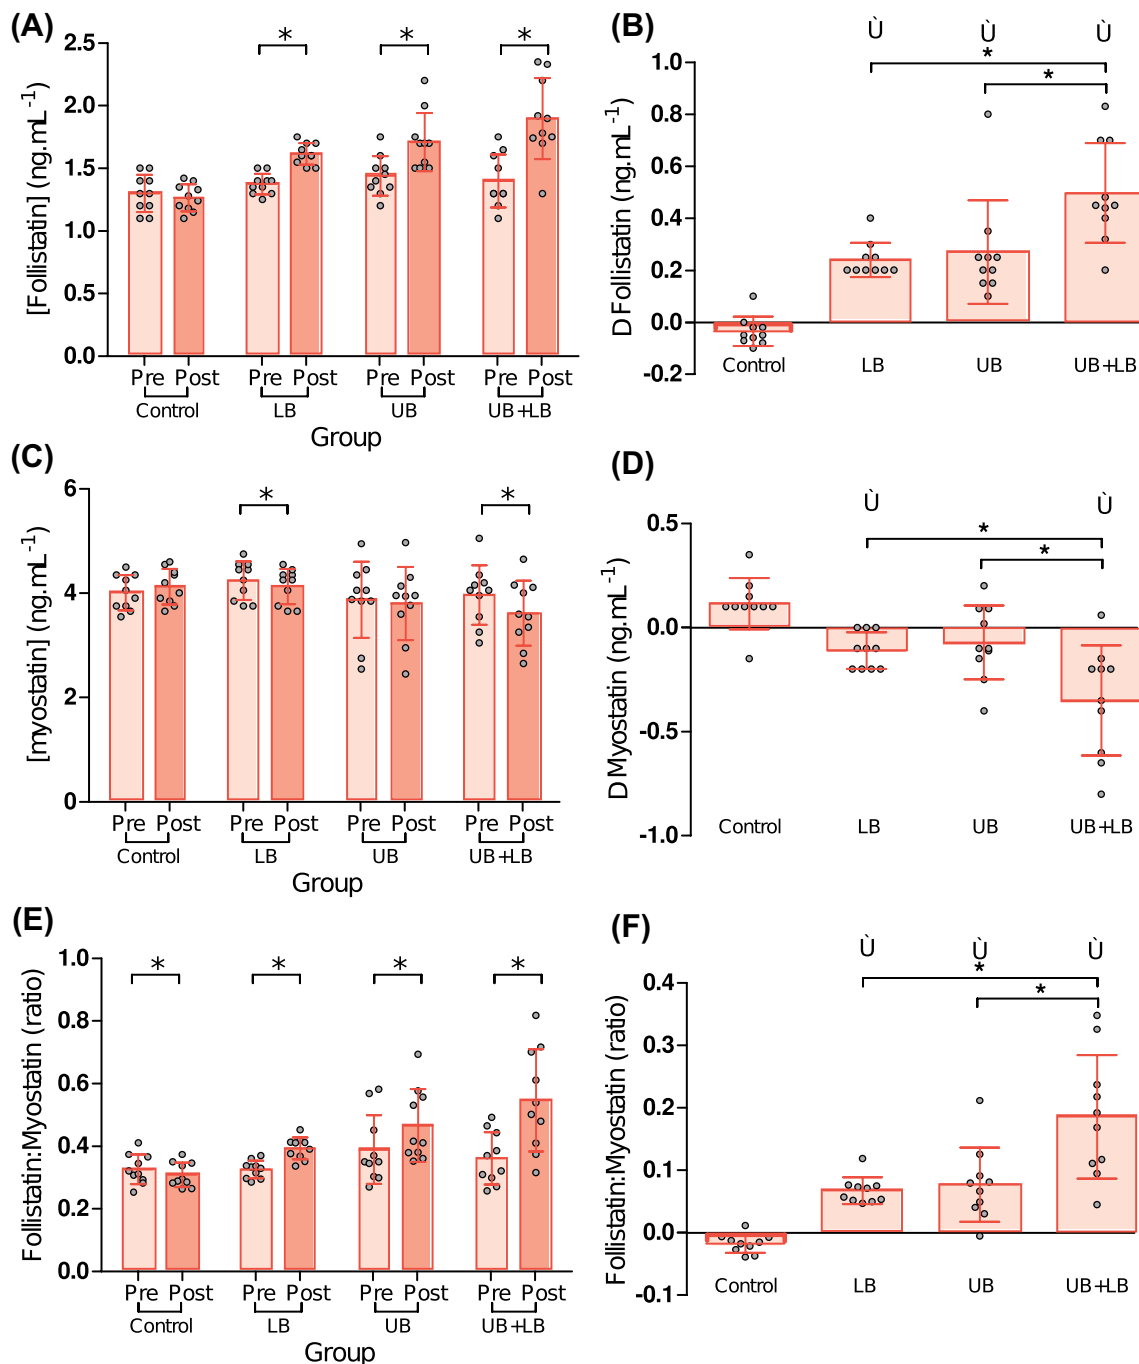 (A)
[Follistatin] (ng.mL-1)
2.5
2.0
1.5
1.0
0.5
0.0
* * *
Pre Post Pre Post Pre Post Pre Post
Control LB UB UB+LB
Group
(B)
DFollistatin (ng.mL-1)
Ù Ù Ù
*
*
1.0
0.8
0.6
0.4
0.2
0.0
-0.2
Control LB UB UB+LB
(C)
[myostatin] (ng.mL-1)
6
4
2
0
* *
Pre Post Pre Post Pre Post Pre Post
Control LB UB UB+LB
Group
(D)
DMyostatin (ng.mL-1)
Ù Ù
*
*
0.5
0.0
-0.5
-1.0
Control LB UB UB+LB
(E)
Follistatin:Myostatin (ratio)
1.0
0.8
0.6
0.4
0.2
0.0
* * * *
Pre Post Pre Post Pre Post Pre Post
Control LB UB UB+LB
Group
(F)
Follistatin:Myostatin (ratio)
Ù Ù Ù
*
*
0.4
0.3
0.2
0.1
0.0
-0.1
Control LB UB UB+LB